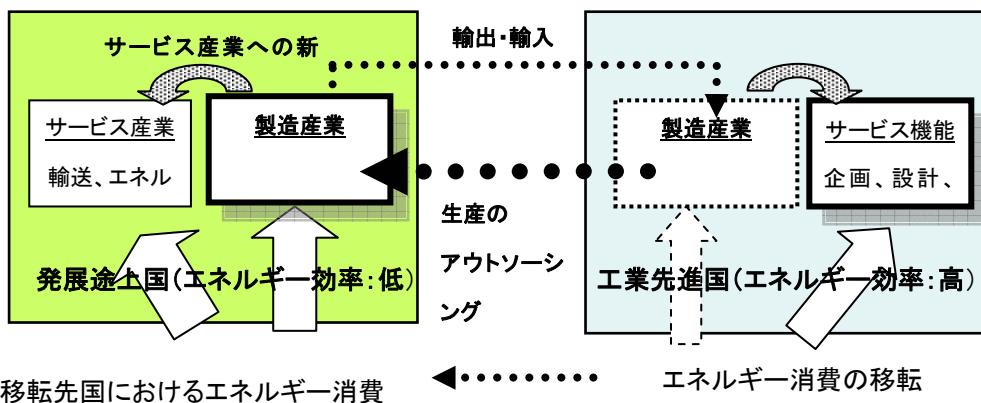 サービス産業への新
輸出・輸入
サービス産業
輸送、エネル
製造産業
製造産業
サービス機能
企画、設計、
生産の
アウトソーシ
ング
発展途上国(エネルギー効率:低)
工業先進国(エネルギー効率:高)
移転先国におけるエネルギー消費
エネルギー消費の移転